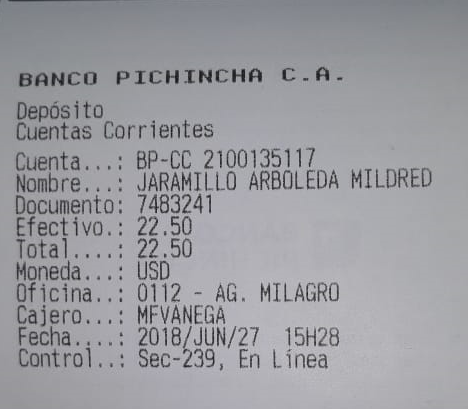 BANCO PICHINCHA C.A.
Depósito
Cuentas Corrientes
Cuenta...: BP-CC 2100135117
Nombre...: JARAMILLO ARBOLEDA MILDRED
Documento: 7483241
Efectivo.: 22.50
Total....: 22.50
Moneda...: USD
Oficina..: 0112 - AG. MILAGRO
Cajero...: MFVANEGA
Fecha....: 2018/JUN/27 15H28
Control..: Sec-239, En Línea